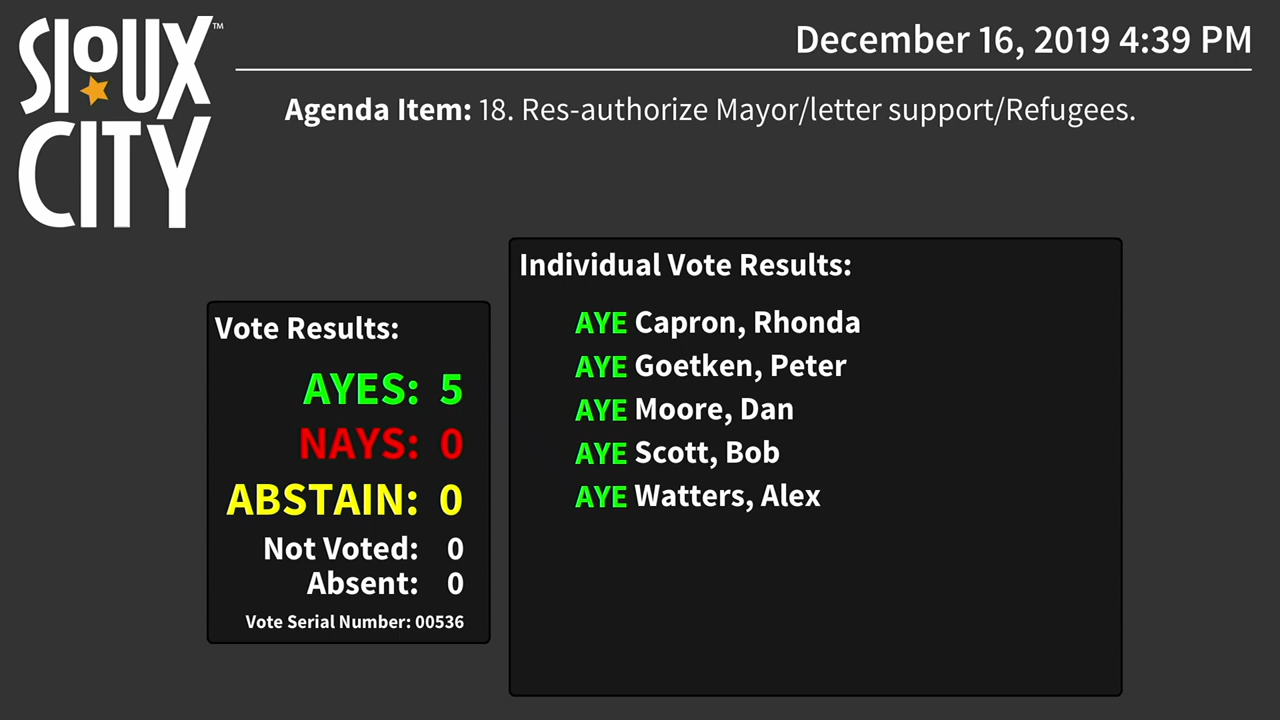 SIOUX™
CITY
December 16, 2019 4:39 PM
Agenda Item: 18. Res-authorize Mayor/letter support/Refugees.
Vote Results:
AYES: 5
NAYS: 0
ABSTAIN: 0
Not Voted: 0
Absent: 0
Vote Serial Number: 00536
Individual Vote Results:
AYE Capron, Rhonda
AYE Goetken, Peter
AYE Moore, Dan
AYE Scott, Bob
AYE Watters, Alex